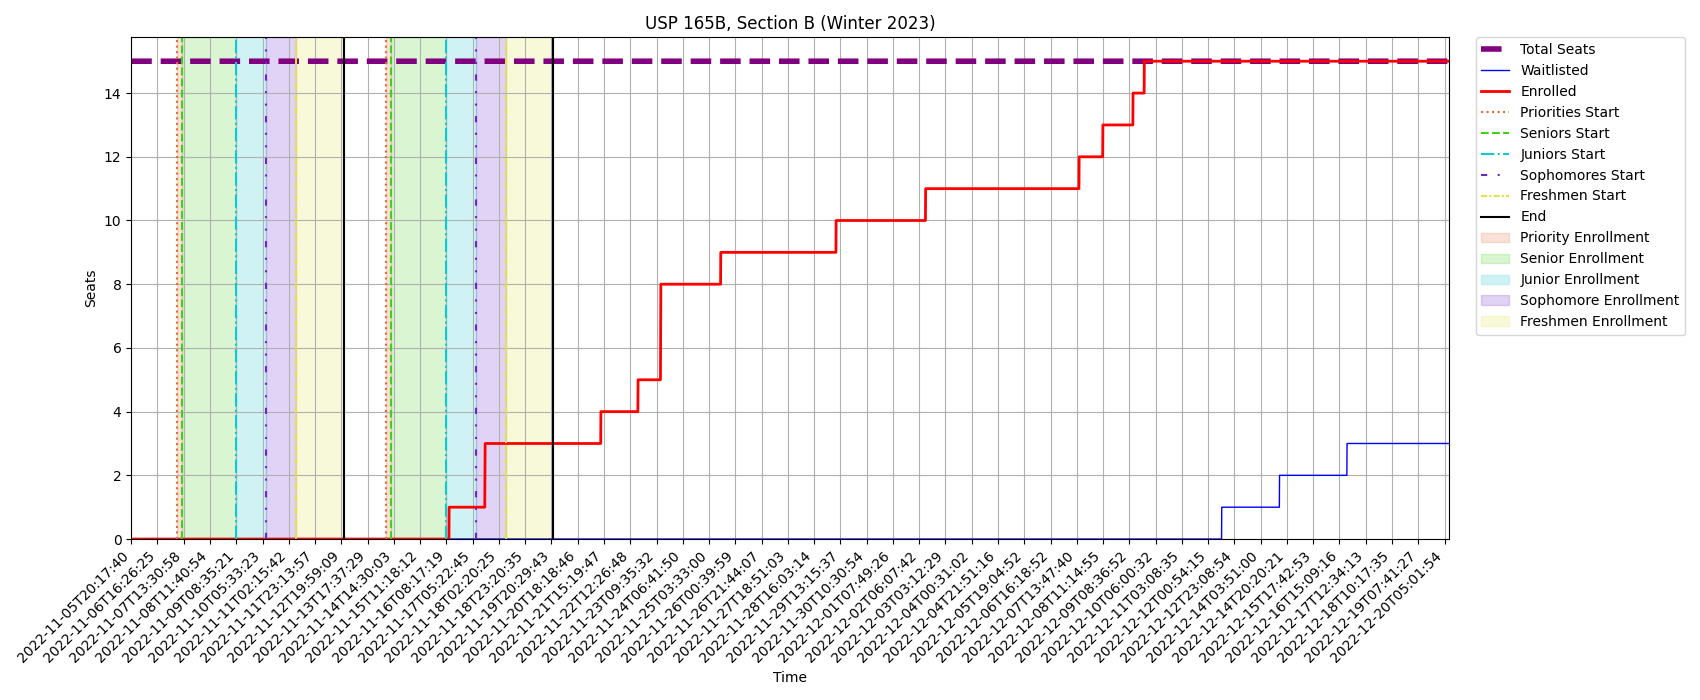 USP 165B, Section B (Winter 2023)
Seats
14
12
10
8
6
4
2
0
2022-11-05T20:17:40
2022-11-06T16:26:25
2022-11-07T13:30:58
2022-11-08T11:40:54
2022-11-09T08:35:21
2022-11-10T05:33:23
2022-11-11T02:15:42
2022-11-11T23:13:57
2022-11-12T19:59:09
2022-11-13T17:37:29
2022-11-14T14:30:03
2022-11-15T11:18:12
2022-11-16T08:17:19
2022-11-17T05:22:45
2022-11-18T02:20:25
2022-11-18T23:20:35
2022-11-19T20:29:43
2022-11-20T18:18:46
2022-11-21T15:19:47
2022-11-22T12:26:48
2022-11-23T09:35:32
2022-11-24T06:41:50
2022-11-25T03:33:00
2022-11-26T00:39:59
2022-11-26T21:44:07
2022-11-27T18:51:03
2022-11-28T16:03:14
2022-11-29T13:15:37
2022-11-30T10:30:54
2022-12-01T07:49:26
2022-12-02T06:07:42
2022-12-03T03:12:29
2022-12-04T00:31:02
2022-12-04T21:51:16
2022-12-05T19:04:52
2022-12-06T16:18:52
2022-12-07T13:47:40
2022-12-08T11:14:55
2022-12-09T08:36:52
2022-12-10T06:00:32
2022-12-11T03:08:35
2022-12-12T00:54:15
2022-12-12T23:08:54
2022-12-14T03:51:00
2022-12-14T20:20:21
2022-12-15T17:42:53
2022-12-16T15:09:16
2022-12-17T12:34:13
2022-12-18T10:17:35
2022-12-19T07:41:27
2022-12-20T05:01:54
Time
Total Seats
Waitlisted
Enrolled
Priorities Start
Seniors Start
Juniors Start
Sophomores Start
Freshmen Start
End
Priority Enrollment
Senior Enrollment
Junior Enrollment
Sophomore Enrollment
Freshmen Enrollment